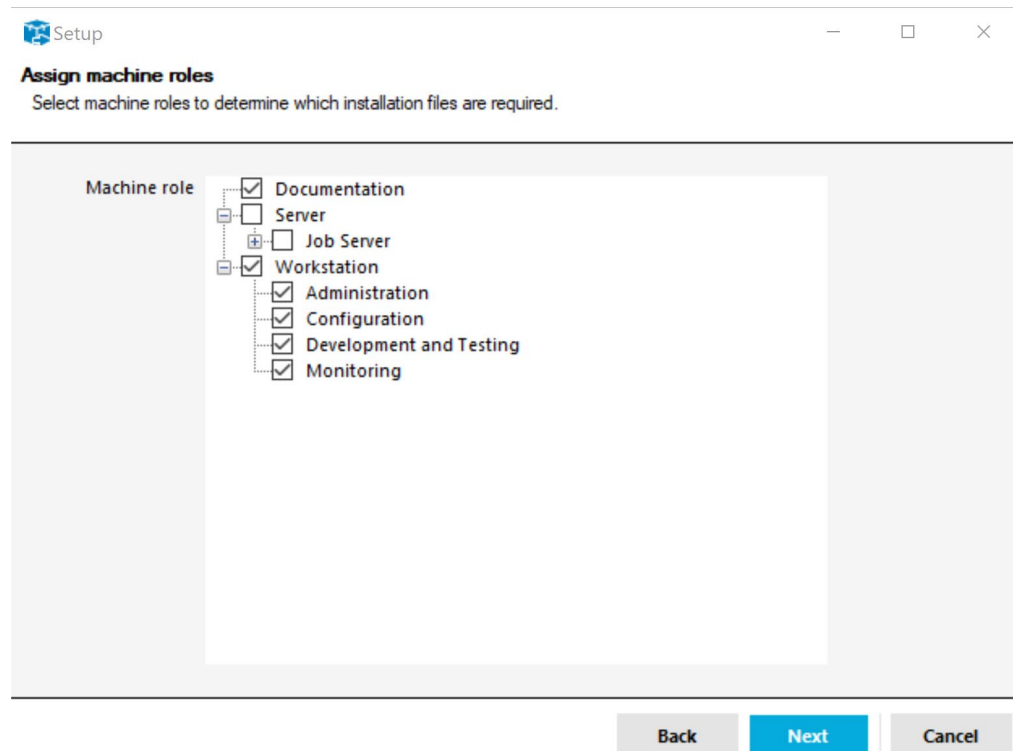 Setup
Assign machine roles
Select machine roles to determine which installation files are required.
Machine role
Documentation
Server
Job Server
Workstation
Administration
Configuration
Development and Testing
Monitoring
Back Next Cancel